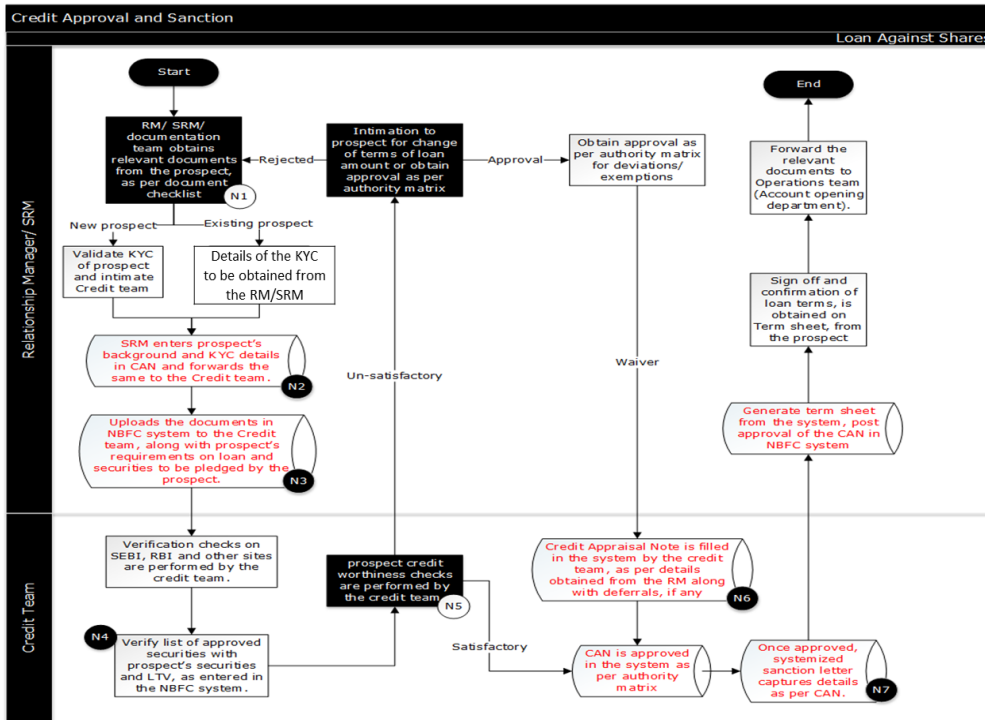 Credit Approval and Sanction
Loan Against Shares
Relationship Manager/ SRM
Start
RM/ SRM/
documentation
team obtains
relevant documents
from the prospect,
as per document
checklist
N1
Rejected
Intimation to
prospect for change
of terms of loan
amount or obtain
approval as per
authority matrix
Approval
Obtain approval as
per authority matrix
for deviations/
exemptions
End
Forward the
relevant
documents to
Operations team
(Account opening
department).
New prospect
Existing prospect
Validate KYC
of prospect
and intimate
Credit team
Details of the KYC
to be obtained from
the RM/SRM
Sign off and
confirmation of
loan terms, is
obtained on
Term sheet, from
the prospect
SRM enters prospect's
background and KYC details
in CAN and forwards the
same to the Credit team.
N2
Un-satisfactory
Waiver
Uploads the documents in
NBFC system to the Credit
team, along with prospect's
requirements on loan and
securities to be pledged by the
prospect.
N3
Generate term sheet
from the system, post
approval of the CAN in
NBFC system
Credit Team
Verification checks on
SEBI, RBI and other sites
are performed by the
credit team.
prospect credit
worthiness checks
are performed by
the credit team
N5
Credit Appraisal Note is filled
in the system by the credit
team, as per details
obtained from the RM along
with deferrals, if any
N6
N4
Verify list of approved
securities with
prospect's securities
and LTV, as entered in
the NBFC system.
Satisfactory
CAN is approved
in the system as
per authority
matrix
Once approved,
systemized
sanction letter
captures details
as per CAN.
N7